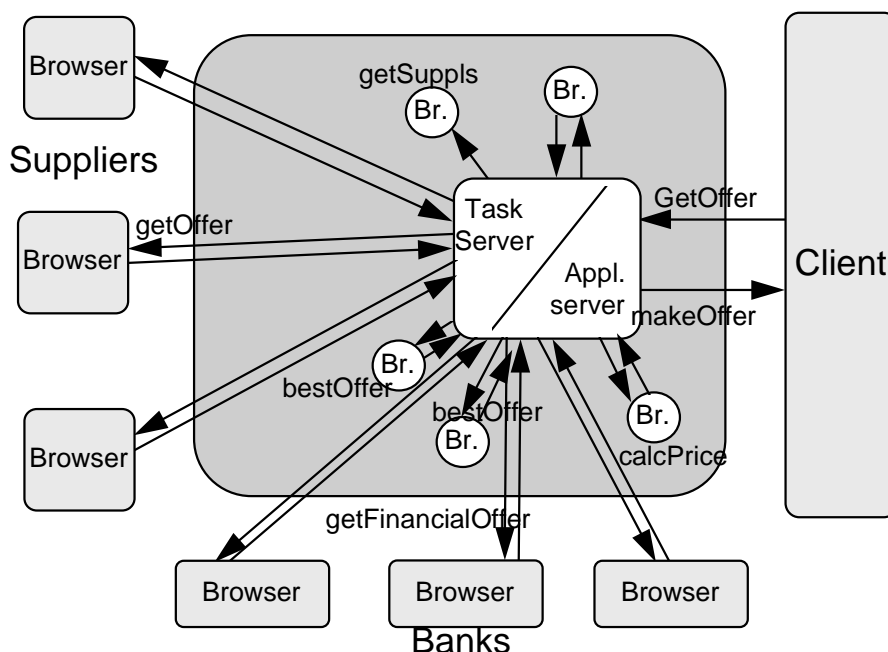 Browser
getSuppls
Br.
Br.
Suppliers
Task
Server
GetOffer
getOffer
Browser
Appl.
server
Client
makeOffer
Br.
bestOffer
bestOffer
Br.
Br.
calcPrice
Browser
getFinancialOffer
Browser
Browser
Browser
Banks